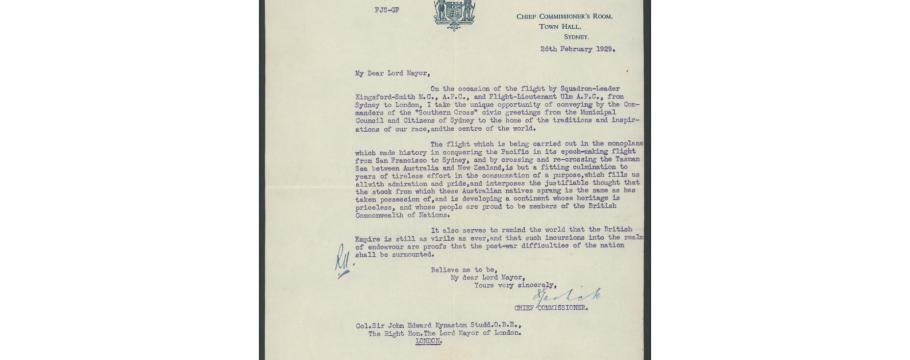 PJS-GP
CHIEF COMMISSIONER'S ROOM,
TOWN HALL,
SYDNEY.
26th February 1929.
My Dear Lord Mayor,
On the occasion of the flight by Squadron-Leader
Kingsford-Smith M.C., A.F.C., and Flight-Lieutenant Ulm A.F.C., from
Sydney to London, I take the unique opportunity of conveying by the Com-
manders of the "Southern Cross" civic greetings from the Municipal
Council and Citizens of Sydney to the home of the traditions and inspir-
ations of our race,andthe centre of the world.
The flight which is being carried out in the monoplane
which made history in conquering the Pacific in its epoch-making flight
from San Francisco to Sydney, and by crossing and re-crossing the Tasman
Sea between Australia and New Zealand,is but a fitting culmination to
years of tireless effort in the consummation of a purpose,which fills us
allwith admiration and pride,and interposes the justifiable thought that
the stock from which these Australian natives sprang is the same as has
taken possession of,and is developing a continent whose heritage is
priceless, and whose people are proud to be members of the British
Commonwealth of Nations.
It also serves to remind the world that the British
Empire is still as virile as ever,and that such incursions into the realm
of endeavour are proofs that the post-war difficulties of the nation
shall be surmounted.
Believe me to be,
My dear Lord Mayor,
Yours very sincerely,
CHIEF COMMISSIONER.
Col.Sir John Edward Kynaston Studd.O.B.E.,
The Right Hon.The Lord Mayor of London.
LONDON.